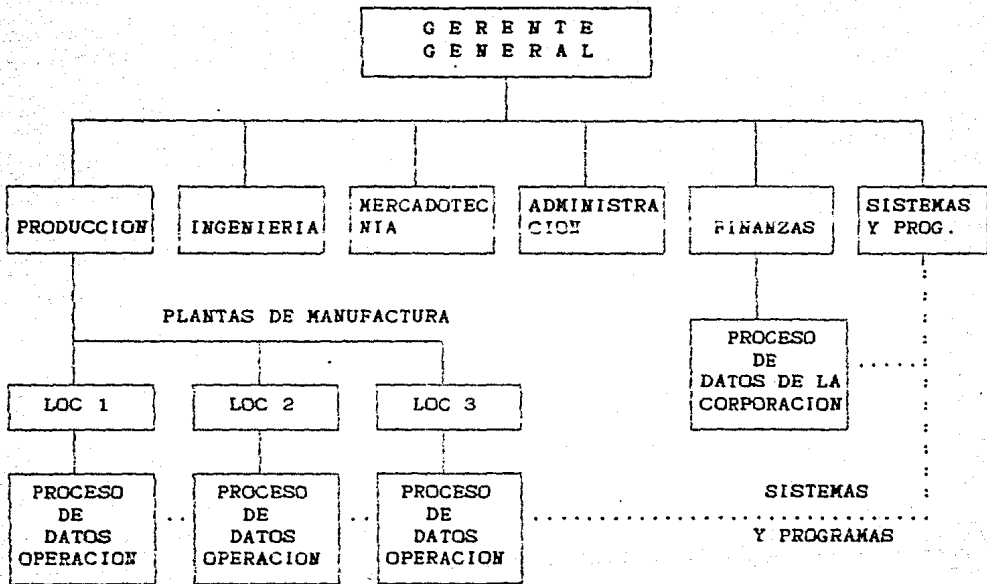 G E R E N T E
G E N E R A L
PRODUCCION
INGENIERIA
MERCADOTEC
NIA
ADMINISTRA
CION
FINANZAS
SISTEMAS
Y PROG.
PLANTAS DE MANUFACTURA
PROCESO
DE
DATOS DE LA
CORPORACION
LOC 1
LOC 2
LOC 3
PROCESO
DE
DATOS
OPERACION
PROCESO
DE
DATOS
OPERACION
PROCESO
DE
DATOS
OPERACION
SISTEMAS
Y PROGRAMAS